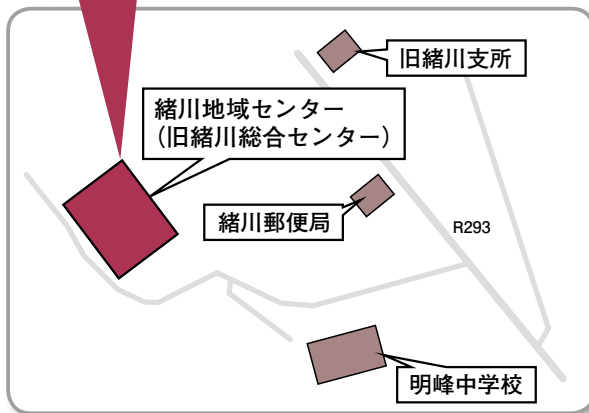 旧緒川支所
緒川地域センター
（旧緒川総合センター）
緒川郵便局
R293
明峰中学校